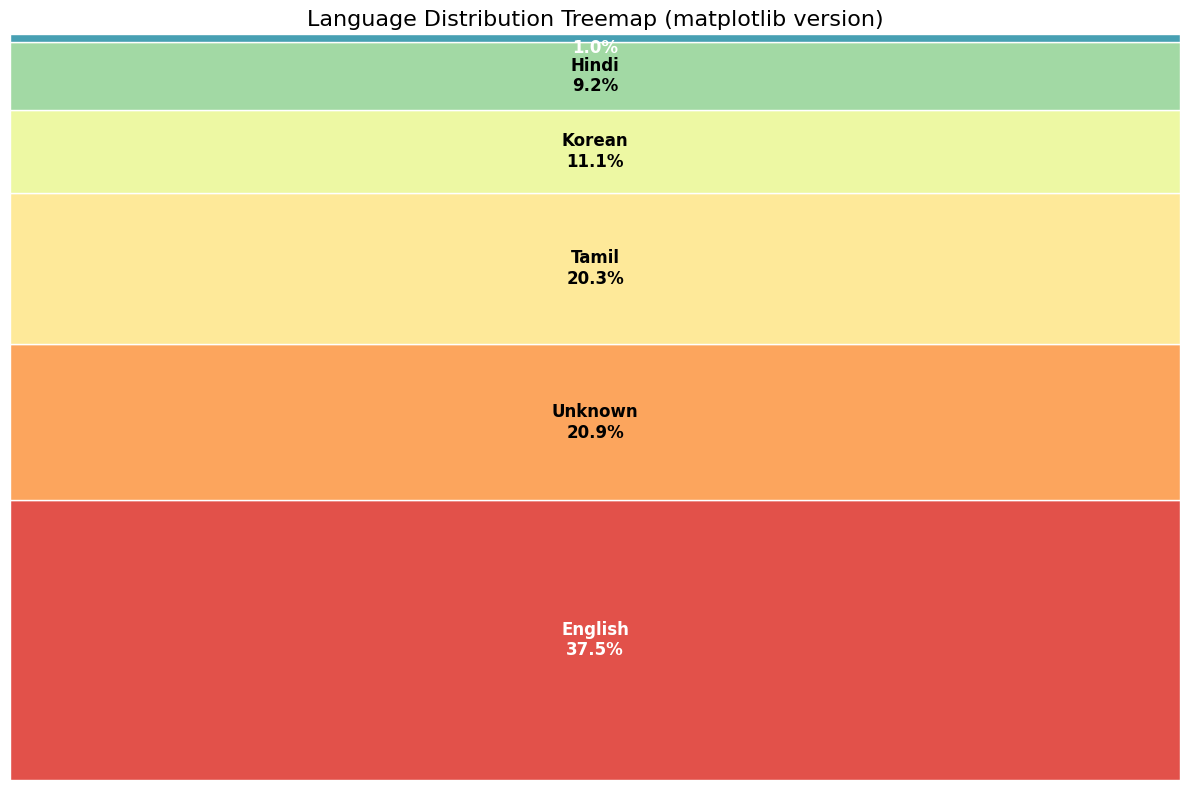 Language Distribution Treemap (matplotlib version)
1.0%
Hindi
9.2%
Korean
11.1%
Tamil
20.3%
Unknown
20.9%
English
37.5%